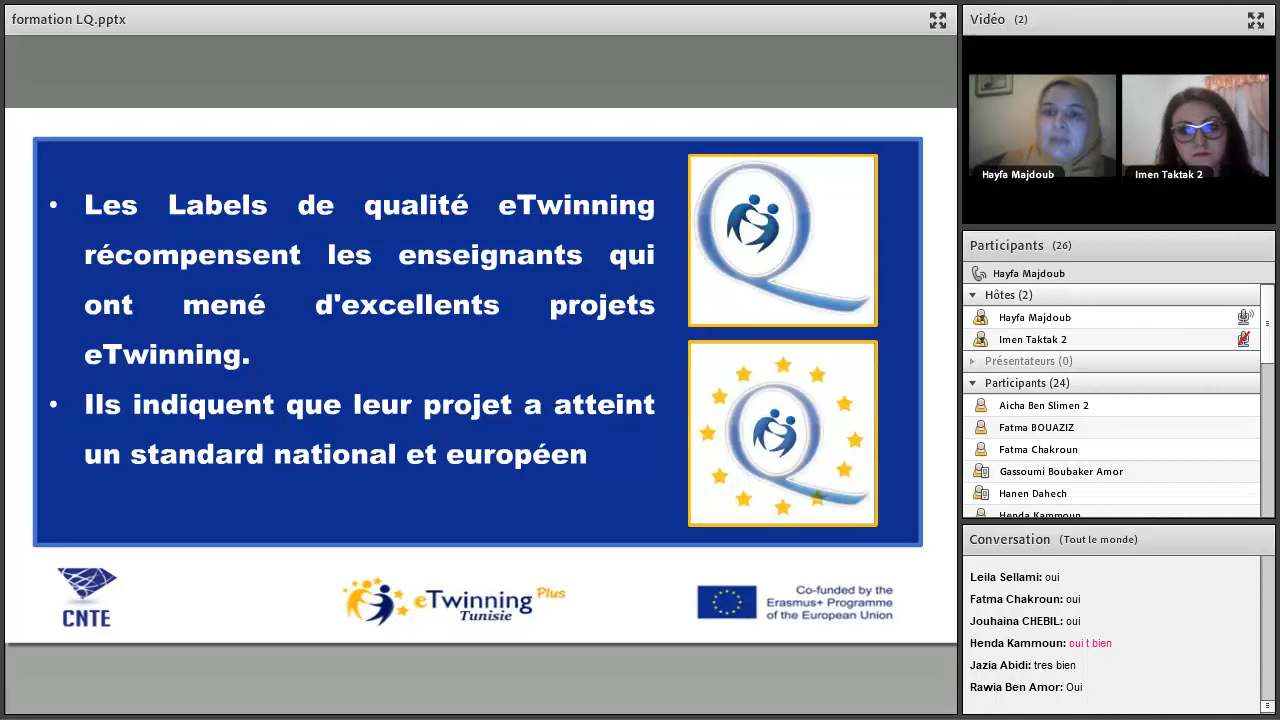 formation LQ.pptx
• Les Labels de qualité eTwinning
récompensent les enseignants qui
ont mené d'excellents projets
eTwinning.
• Ils indiquent que leur projet a atteint
un standard national et européen
Q
Q
CNTE
eTwinning Plus
Tunisie
Co-funded by the
Erasmus+ Programme
of the European Union
Vidéo (2)
Hayfa Majdoub
Imen Taktak 2
Participants (26)
Hayfa Majdoub
Hôtes (2)
Hayfa Majdoub
Imen Taktak 2
Présentateurs (0)
Participants (24)
Aicha Ben Slimen 2
Fatma BOUAZIZ
Fatma Chakroun
Gassoumi Boubaker Amor
Hanen Dahech
Henda Kammoun
Conversation (Tout le monde)
Leila Sellami: oui
Fatma Chakroun: oui
Jouhaina CHEBIL: oui
Henda Kammoun: oui t bien
Jazia Abidi: tres bien
Rawia Ben Amor: Oui